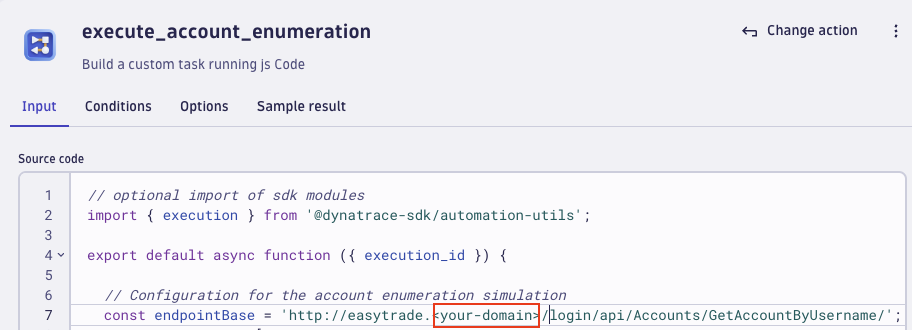 execute_account_enumeration
Change action
Build a custom task running js Code
Input Conditions Options Sample result
Source code
1 // optional import of sdk modules
2 import { execution } from '@dynatrace-sdk/automation-utils';
3
4 export default async function ({ execution_id }) {
5
6 // Configuration for the account enumeration simulation
7 const endpointBase = 'http://easytrade.<your-domain>/login/api/Accounts/GetAccountByUsername/';